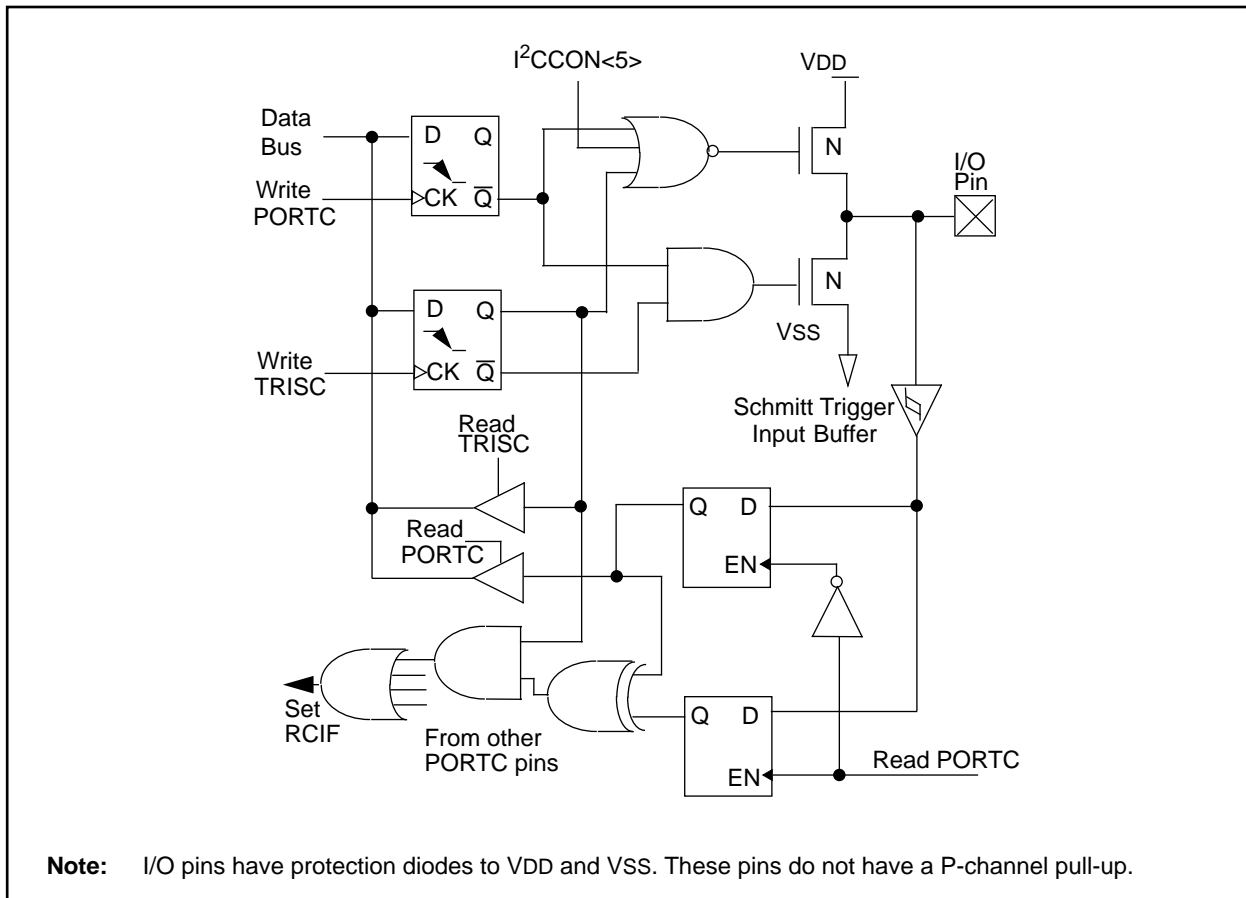 I²CCON<5>
VDD
Data
Bus
D
Q
CK
Q̅
Write
PORTC
N
I/O
Pin
D
Q
CK
Q̅
Write
TRISC
N
VSS
Schmitt Trigger
Input Buffer
Read
TRISC
Read
PORTC
Q
D
EN
Set
RCIF
From other
PORTC pins
Q
D
EN
Read PORTC
Note: I/O pins have protection diodes to VDD and VSS. These pins do not have a P-channel pull-up.